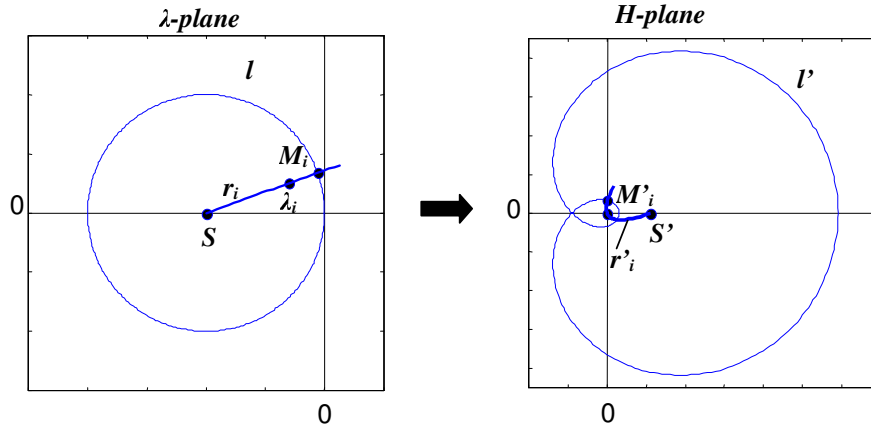 λ-plane
l
M_i
r_i
λ_i
S
0
0
H-plane
l'
M'_i
S'
r'_i
0
0